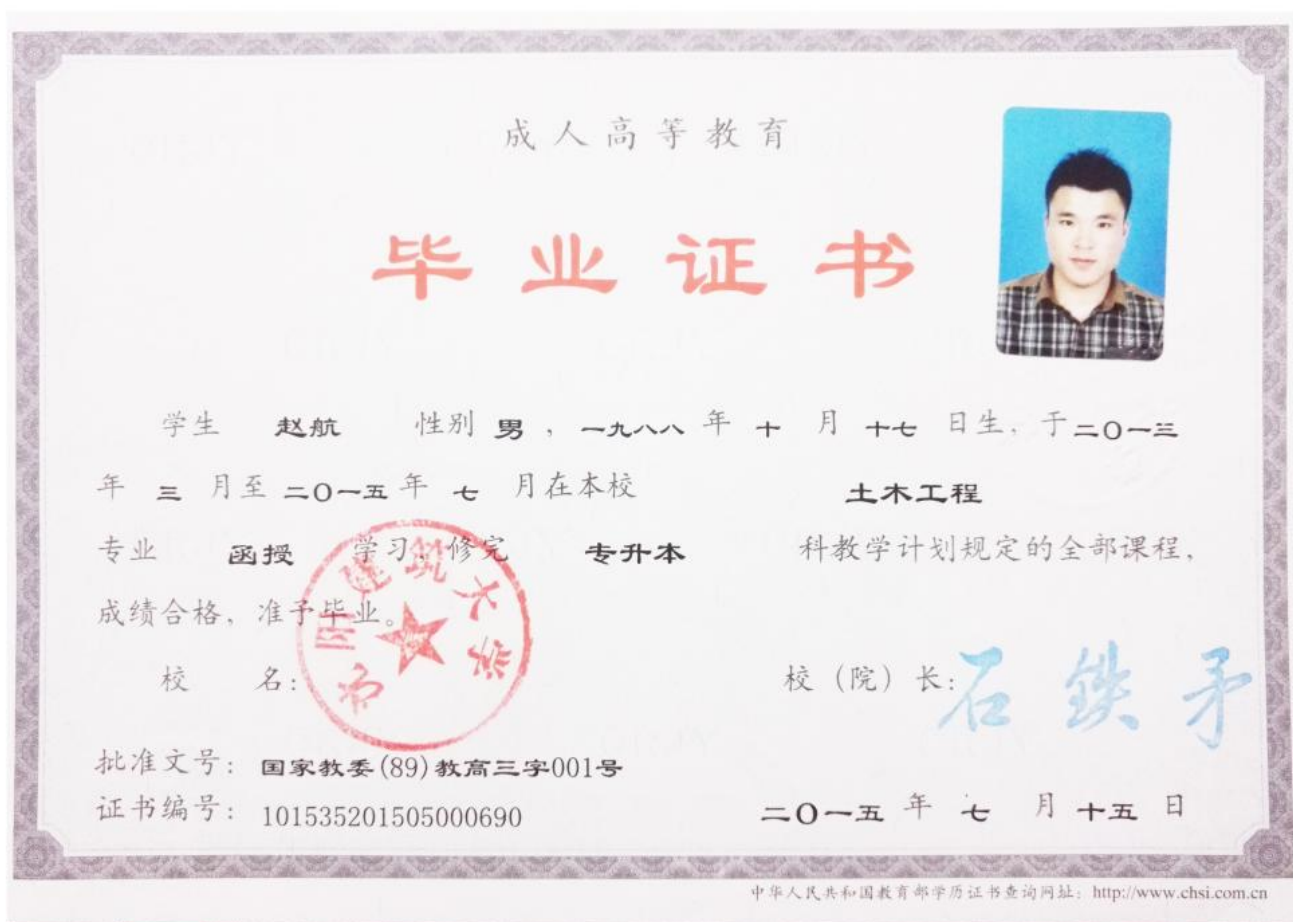 成人高等教育
毕业证书
学生 赵航 性别 男，一九八八 年 十 月 十七 日生，于二〇一三
年 三 月至 二〇一五 年 七 月在本校 土木工程
专业 函授 学习，修完 专升本 科教学计划规定的全部课程，
成绩合格，准予毕业。
沈阳建筑大学
校 名： 校（院）长：石铁矛
批准文号：国家教委(89)教高三字001号
证书编号：101535201505000690 二〇一五 年 七 月 十五 日
中华人民共和国教育部学历证书查询网址：http://www.chsi.com.cn